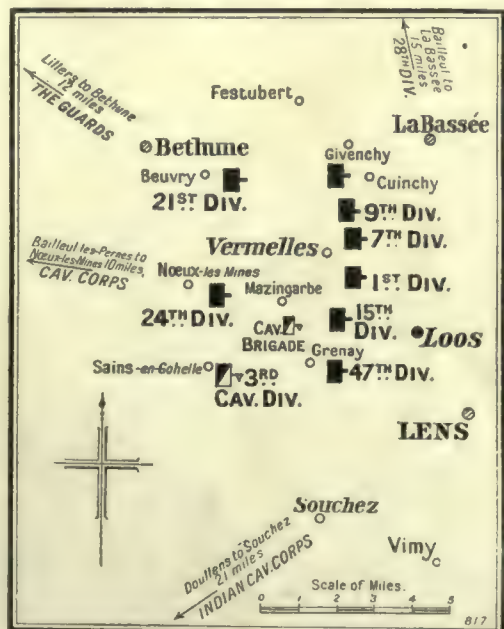 Lillers to Bethune
12 miles
THE GUARDS
Bailleul to
La Bassée
15 miles
28TH DIV.
Festubert
LaBassée
Bethune
Givenchy
Beuvry
Cuinchy
21ST DIV.
9TH DIV.
7TH DIV.
Vermelles
Bailleul les-Pernes to
Nœux-les-Mines 10 miles.
CAV. CORPS
Nœux-les Mines
1ST DIV.
Mazingarbe
24TH DIV.
CAV.
BRIGADE
15TH
DIV.
Loos
Grenay
Sains-en-Gohelle
3RD
CAV. DIV.
47TH DIV.
LENS
Souchez
Doullens to Souchez
21 miles
INDIAN CAV. CORPS
Vimy
Scale of Miles.
0 1 2 3 4 5
817